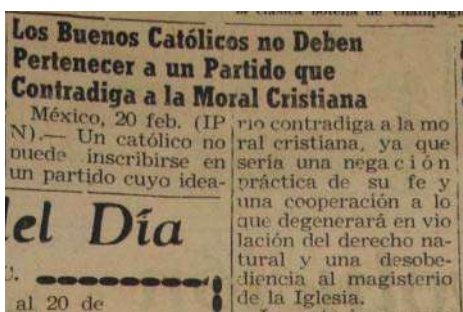 Los Buenos Católicos no Deben
Pertenecer a un Partido que
Contradiga a la Moral Cristiana
México, 20 feb. (IP
N).— Un católico no
puede inscribirse en
un partido cuyo idea-
rio contradiga a la mo
ral cristiana, ya que
sería una negación
práctica de su fe y
una cooperación a lo
que degenerará en vio
lación del derecho na-
tural y una desobe-
diencia al magisterio
de la Iglesia.
del Día
al 20 de